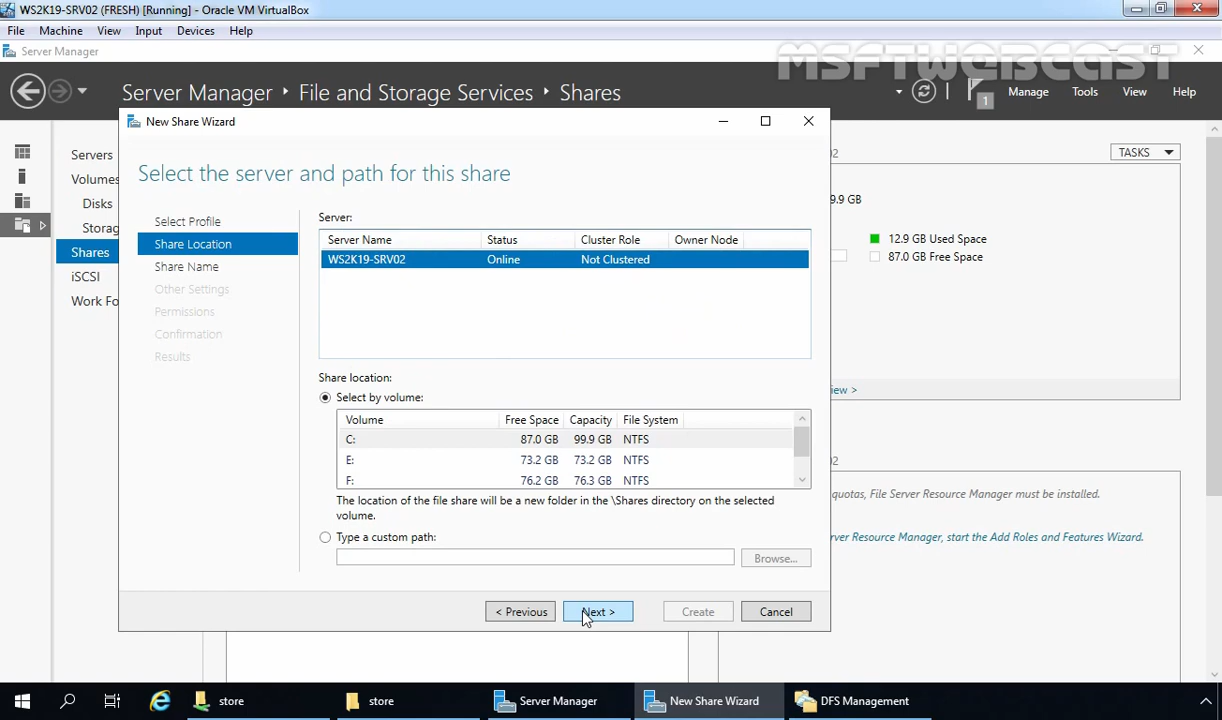 WS2K19-SRV02 (FRESH) [Running] - Oracle VM VirtualBox
File Machine View Input Devices Help
Server Manager
MSFTWEBCAST
Server Manager File and Storage Services Shares
1 Manage Tools View Help
New Share Wizard
Select the server and path for this share
Servers
Volumes
Disks
Storag
Shares
iSCSI
Work Fo
Select Profile
Share Location
Share Name
Other Settings
Permissions
Confirmation
Results
Server:
Server Name Status Cluster Role Owner Node
WS2K19-SRV02 Online Not Clustered
Share location:
Select by volume:
Volume Free Space Capacity File System
C: 87.0 GB 99.9 GB NTFS
E: 73.2 GB 73.2 GB NTFS
F: 76.2 GB 76.3 GB NTFS
The location of the file share will be a new folder in the \Shares directory on the selected
volume.
Type a custom path:
Browse...
< Previous Next > Create Cancel
02
TASKS
9.9 GB
12.9 GB Used Space
87.0 GB Free Space
iew >
02
quotas, File Server Resource Manager must be installed.
rver Resource Manager, start the Add Roles and Features Wizard.
store
store
Server Manager
New Share Wizard
DFS Management